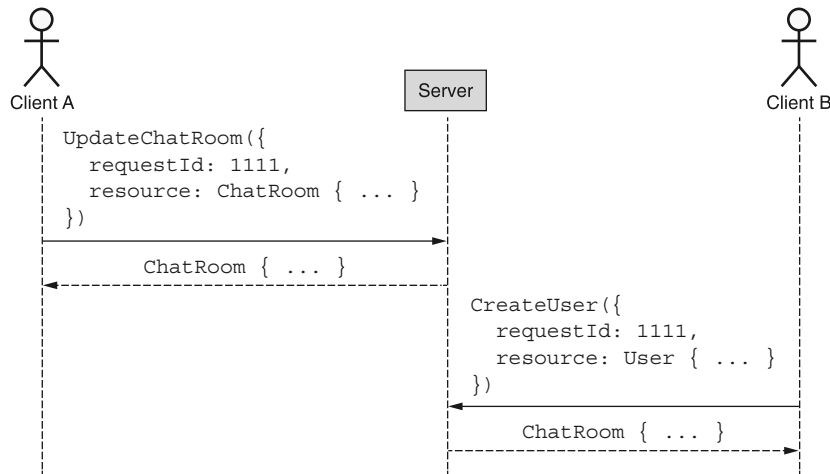 Client A
Server
Client B
UpdateChatRoom({
requestId: 1111,
resource: ChatRoom { ... }
})
ChatRoom { ... }
CreateUser({
requestId: 1111,
resource: User { ... }
})
ChatRoom { ... }